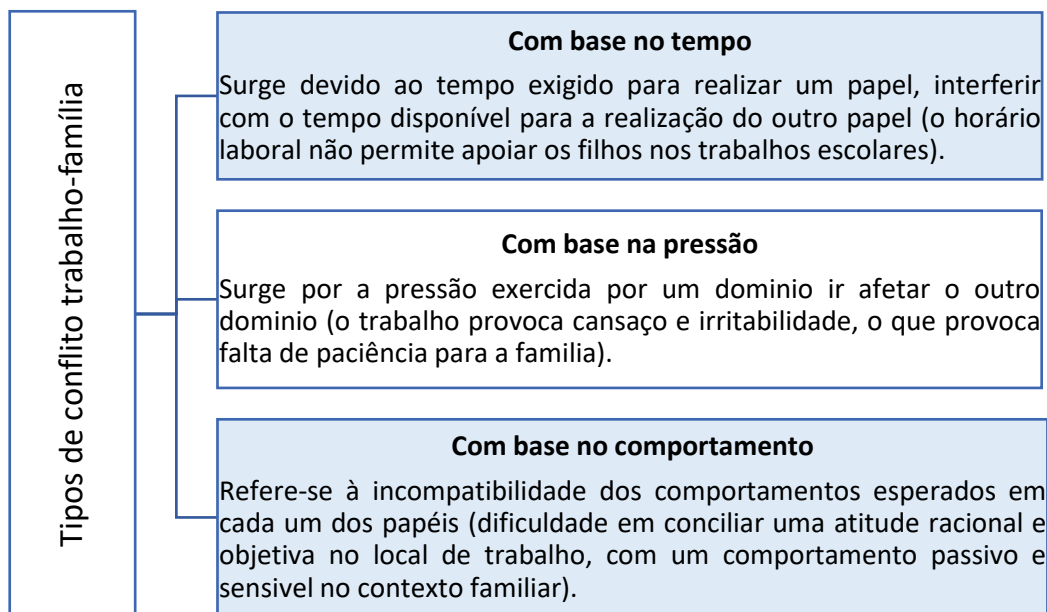 Tipos de conflito trabalho-família
Com base no tempo
Surge devido ao tempo exigido para realizar um papel, interferir
com o tempo disponível para a realização do outro papel (o horário
laboral não permite apoiar os filhos nos trabalhos escolares).
Com base na pressão
Surge por a pressão exercida por um dominio ir afetar o outro
dominio (o trabalho provoca cansaço e irritabilidade, o que provoca
falta de paciência para a familia).
Com base no comportamento
Refere-se à incompatibilidade dos comportamentos esperados em
cada um dos papéis (dificuldade em conciliar uma atitude racional e
objetiva no local de trabalho, com um comportamento passivo e
sensivel no contexto familiar).